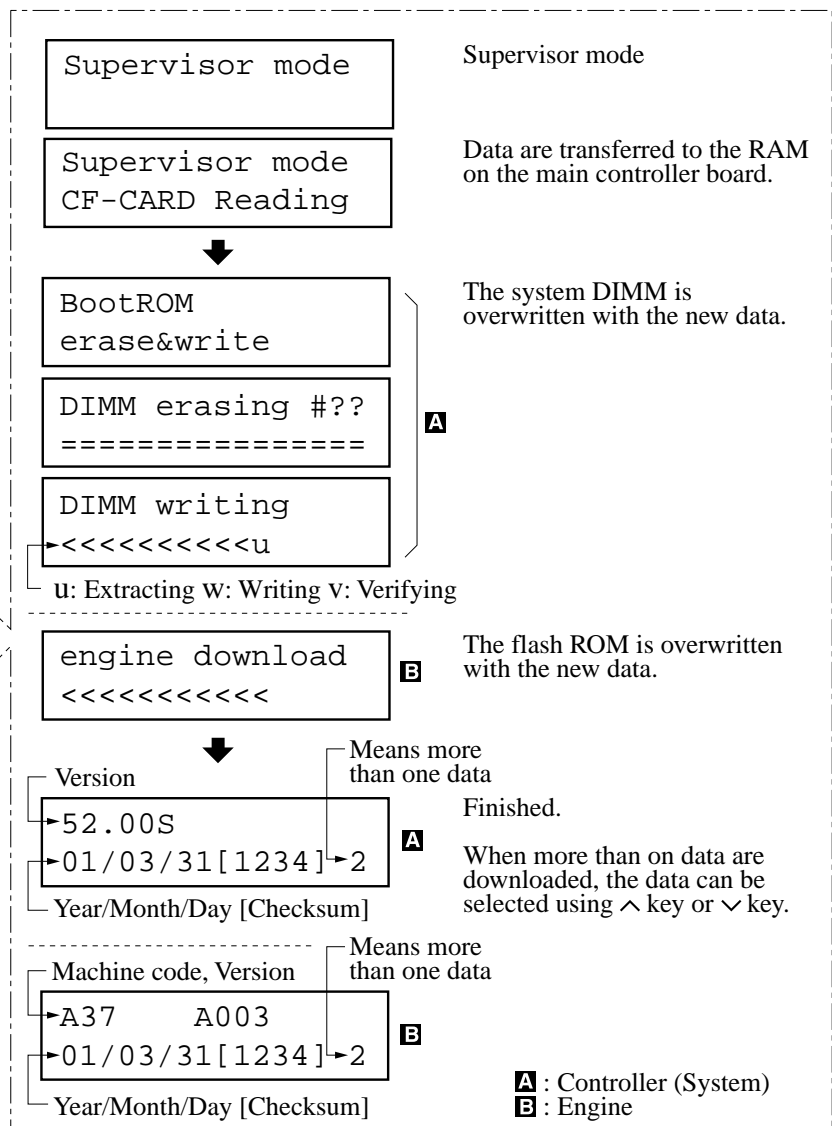 Supervisor mode
Supervisor mode
Supervisor mode
CF-CARD Reading
Data are transferred to the RAM
on the main controller board.
BootROM
erase&write
The system DIMM is
overwritten with the new data.
DIMM erasing #??
================
A
DIMM writing
<<<<<<<<<<u
u: Extracting w: Writing v: Verifying
engine download
<<<<<<<<<<<
B
The flash ROM is overwritten
with the new data.
Means more
than one data
Version
52.00S
01/03/31[1234] 2
A
Year/Month/Day [Checksum]
Finished.
When more than on data are
downloaded, the data can be
selected using ∧ key or ∨ key.
Means more
than one data
Machine code, Version
A37 A003
01/03/31[1234] 2
B
Year/Month/Day [Checksum]
A : Controller (System)
B : Engine